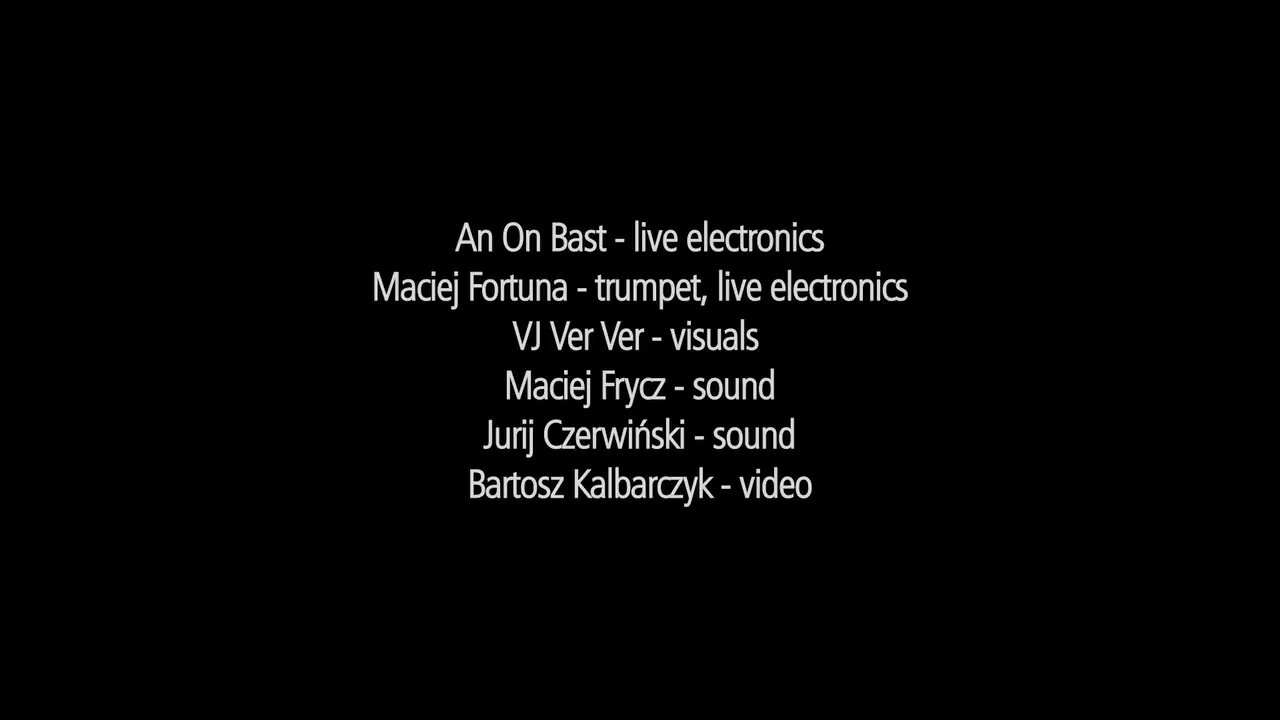 An On Bast - live electronics
Maciej Fortuna - trumpet, live electronics
VJ Ver Ver - visuals
Maciej Frycz - sound
Jurij Czerwiński - sound
Bartosz Kalbarczyk - video